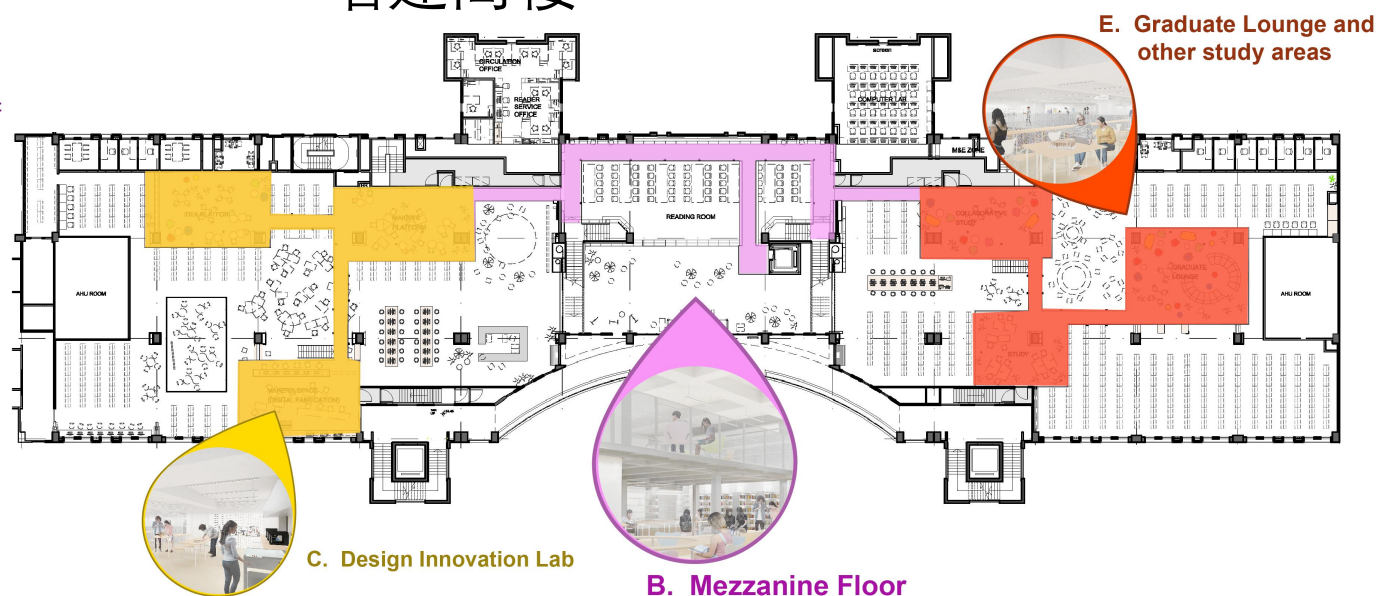 E. Graduate Lounge and
other study areas
CIRCULATION
OFFICE
READER
SERVICE
OFFICE
SCREEN
COMPUTER LAB
M&E ZONE
READING ROOM
COLLABORATIVE
STUDY
GRADUATE
LOUNGE
AHU ROOM
AHU ROOM
STUDY
(DIGITAL FABRICATION)
C. Design Innovation Lab
B. Mezzanine Floor